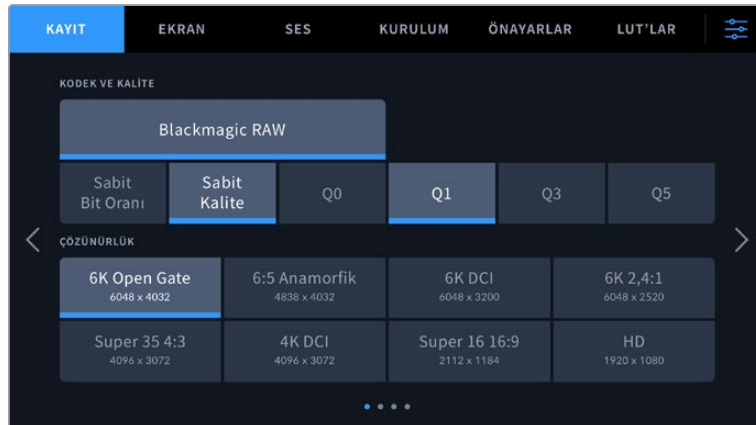 KAYIT EKRAN SES KURULUM ÖNAYARLAR LUT’LAR
KODEK VE KALİTE
Blackmagic RAW
Sabit Bit Oranı
Sabit Kalite
Q0
Q1
Q3
Q5
ÇÖZÜNÜRLÜK
6K Open Gate
6048 x 4032
6:5 Anamorfik
4838 x 4032
6K DCI
6048 x 3200
6K 2,4:1
6048 x 2520
Super 35 4:3
4096 x 3072
4K DCI
4096 x 3072
Super 16 16:9
2112 x 1184
HD
1920 x 1080